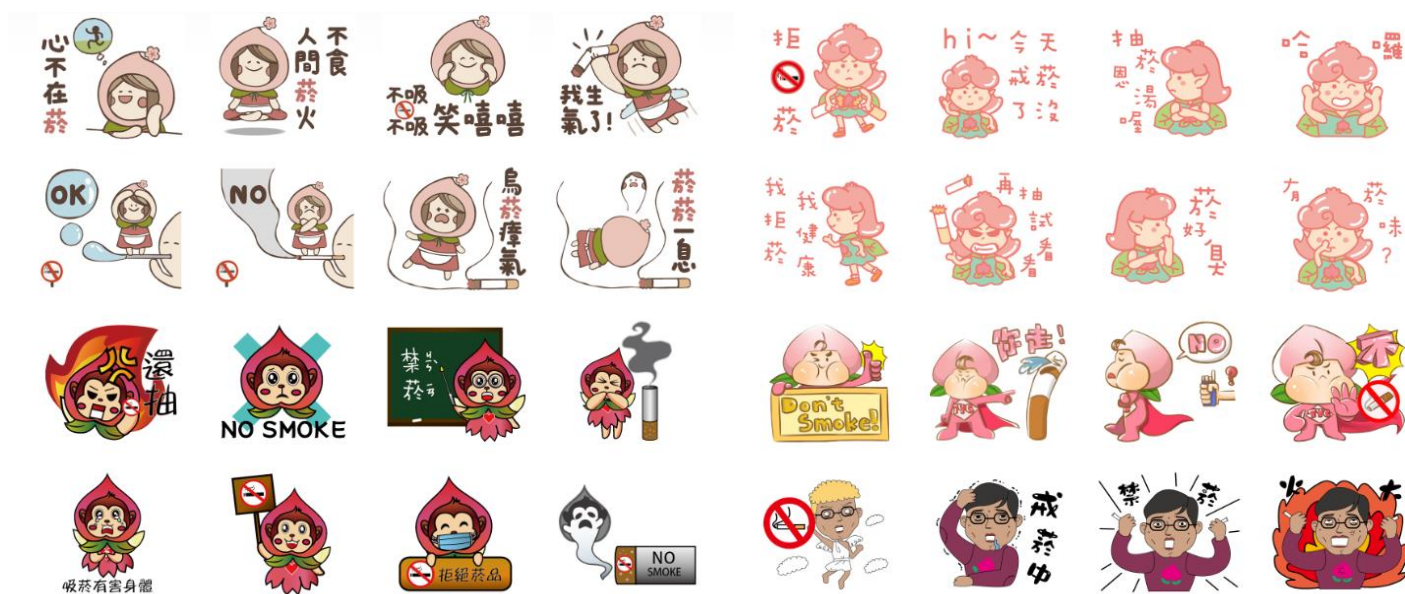 心不在菸
不食
人間菸火
不吸
不吸
笑嘻嘻
我生
氣了!
拒
菸
hi~今天
戒菸
了沒
抽菸
恩湯喔
哈囉
OK
NO
烏菸瘴氣
菸菸一息
我拒菸
我健康
再抽
試看看
菸好臭
有菸味?
還抽
NO SMOKE
禁菸
Don't
Smoke!
你走!
NO
不
吸菸有害身體
拒絕菸品
NO
SMOKE
戒菸中
禁菸
火大